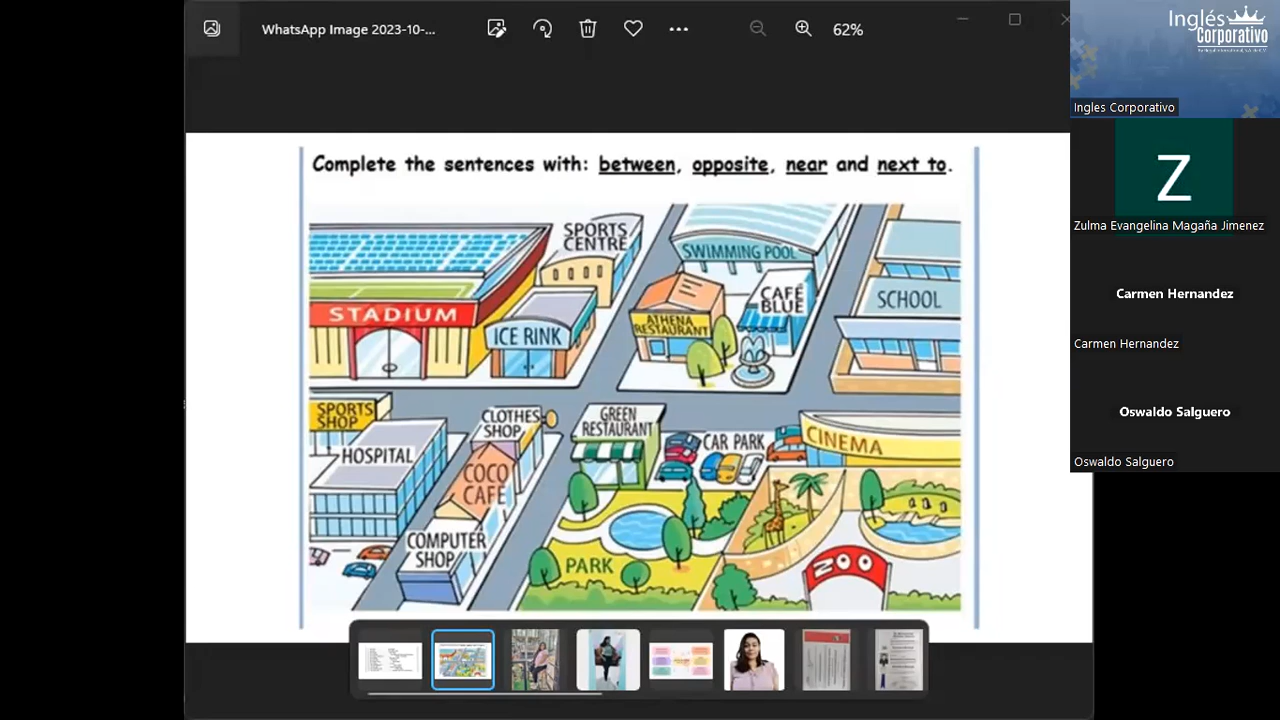 WhatsApp Image 2023-10-...
62%
Inglés
Corporativo
Ingles Corporativo
Z
Zulma Evangelina Magaña Jimenez
Carmen Hernandez
Carmen Hernandez
Oswaldo Salguero
Oswaldo Salguero
Complete the sentences with: between, opposite, near and next to.
SPORTS
CENTRE
SWIMMING POOL
CAFÉ
BLUE
SCHOOL
STADIUM
ICE RINK
ATHENA
RESTAURANT
SPORTS
SHOP
CLOTHES
SHOP
GREEN
RESTAURANT
CAR PARK
CINEMA
HOSPITAL
COCO
CAFÉ
COMPUTER
SHOP
PARK
ZOO